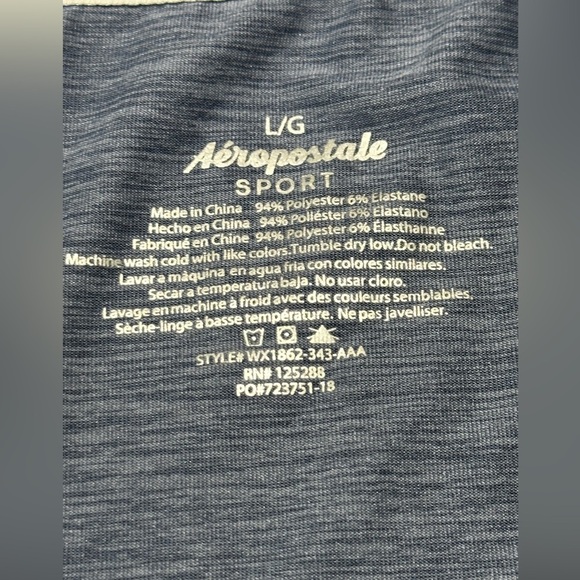 L/G
Aéropostale
SPORT
Made in China 94% Polyester 6% Elastane
Hecho en China 94% Poliéster 6% Elastano
Fabriqué en Chine 94% Polyester 6% Élasthanne
Machine wash cold with like colors.Tumble dry low.Do not bleach.
Lavar a máquina en agua fria con colores similares.
Secar a temperatura baja. No usar cloro.
Lavage en machine à froid avec des couleurs semblables.
Sèche-linge à basse température. Ne pas javelliser.
STYLE# WX1862-343-AAA
RN# 125288
PO#723751-18